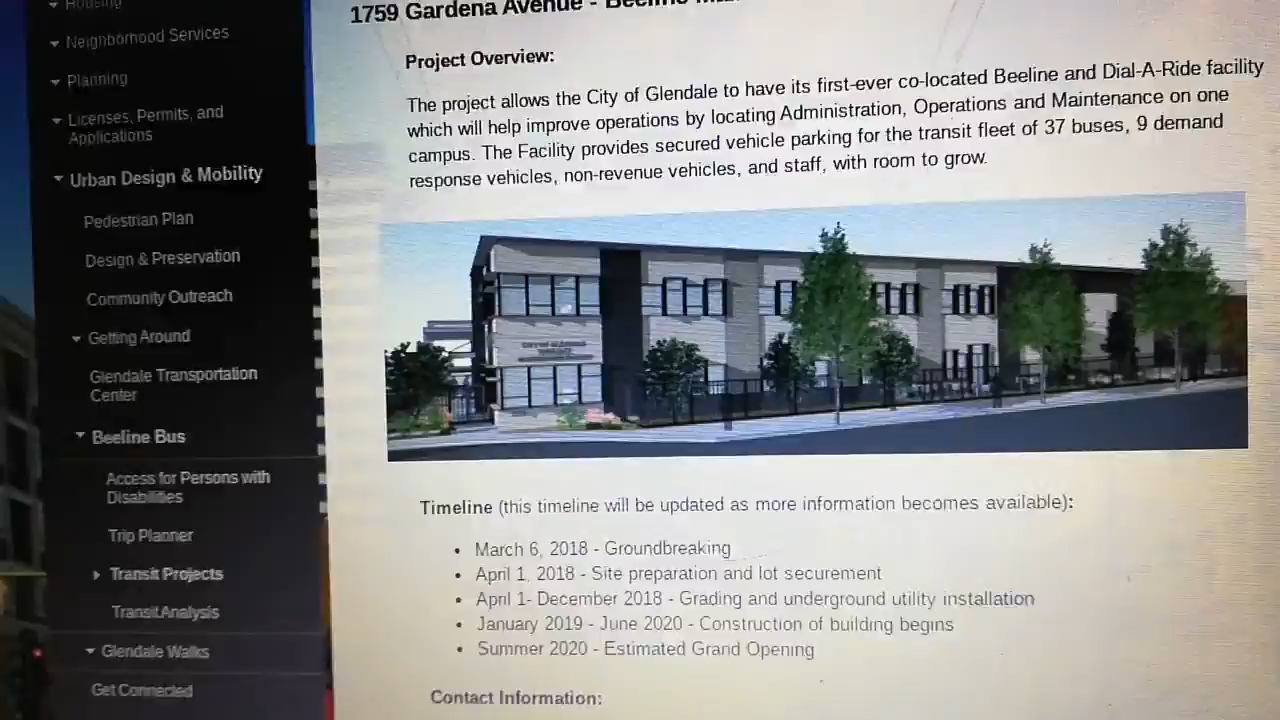 Housing
Neighborhood Services
Planning
Licenses, Permits, and
Applications
Urban Design & Mobility
Pedestrian Plan
Design & Preservation
Community Outreach
Getting Around
Glendale Transportation
Center
Beeline Bus
Access for Persons with
Disabilities
Trip Planner
Transit Projects
Transit Analysis
Glendale Walks
Get Connected
1759 Gardena Avenue - Beeline
Project Overview:
The project allows the City of Glendale to have its first-ever co-located Beeline and Dial-A-Ride facility
which will help improve operations by locating Administration, Operations and Maintenance on one
campus. The Facility provides secured vehicle parking for the transit fleet of 37 buses, 9 demand
response vehicles, non-revenue vehicles, and staff, with room to grow.
Timeline (this timeline will be updated as more information becomes available):
• March 6, 2018 - Groundbreaking
• April 1, 2018 - Site preparation and lot securement
• April 1- December 2018 - Grading and underground utility installation
• January 2019 - June 2020 - Construction of building begins
• Summer 2020 - Estimated Grand Opening
Contact Information: